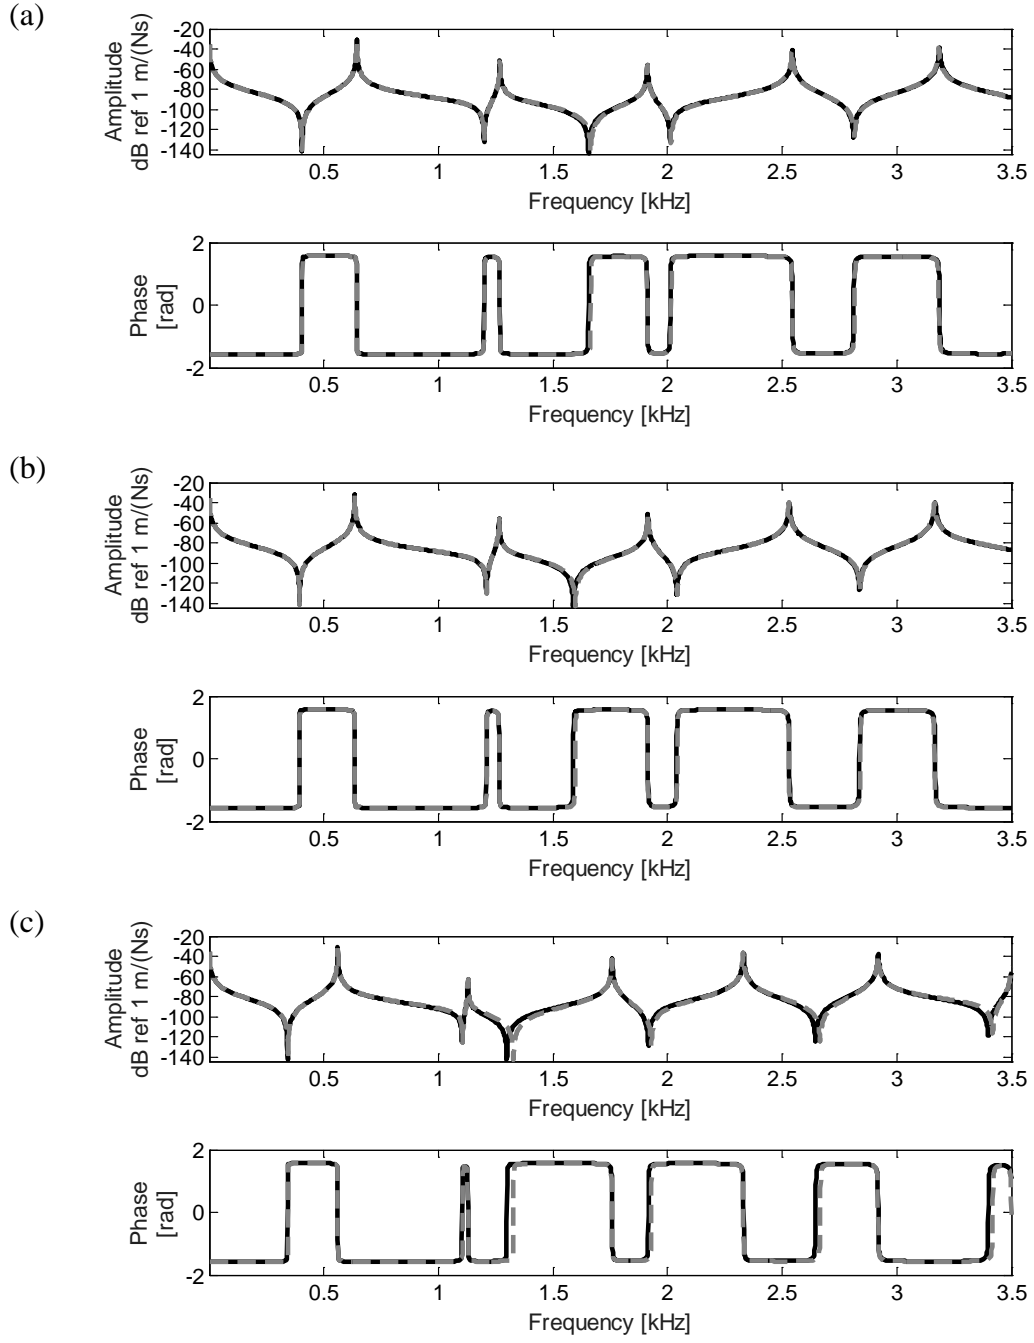 (a)
Amplitude
dB ref 1 m/(Ns)
-20
-40
-60
-80
-100
-120
-140
0.5 1 1.5 2 2.5 3 3.5
Frequency [kHz]
Phase
[rad]
2
0
-2
0.5 1 1.5 2 2.5 3 3.5
Frequency [kHz]
(b)
Amplitude
dB ref 1 m/(Ns)
-20
-40
-60
-80
-100
-120
-140
0.5 1 1.5 2 2.5 3 3.5
Frequency [kHz]
Phase
[rad]
2
0
-2
0.5 1 1.5 2 2.5 3 3.5
Frequency [kHz]
(c)
Amplitude
dB ref 1 m/(Ns)
-20
-40
-60
-80
-100
-120
-140
0.5 1 1.5 2 2.5 3 3.5
Frequency [kHz]
Phase
[rad]
2
0
-2
0.5 1 1.5 2 2.5 3 3.5
Frequency [kHz]